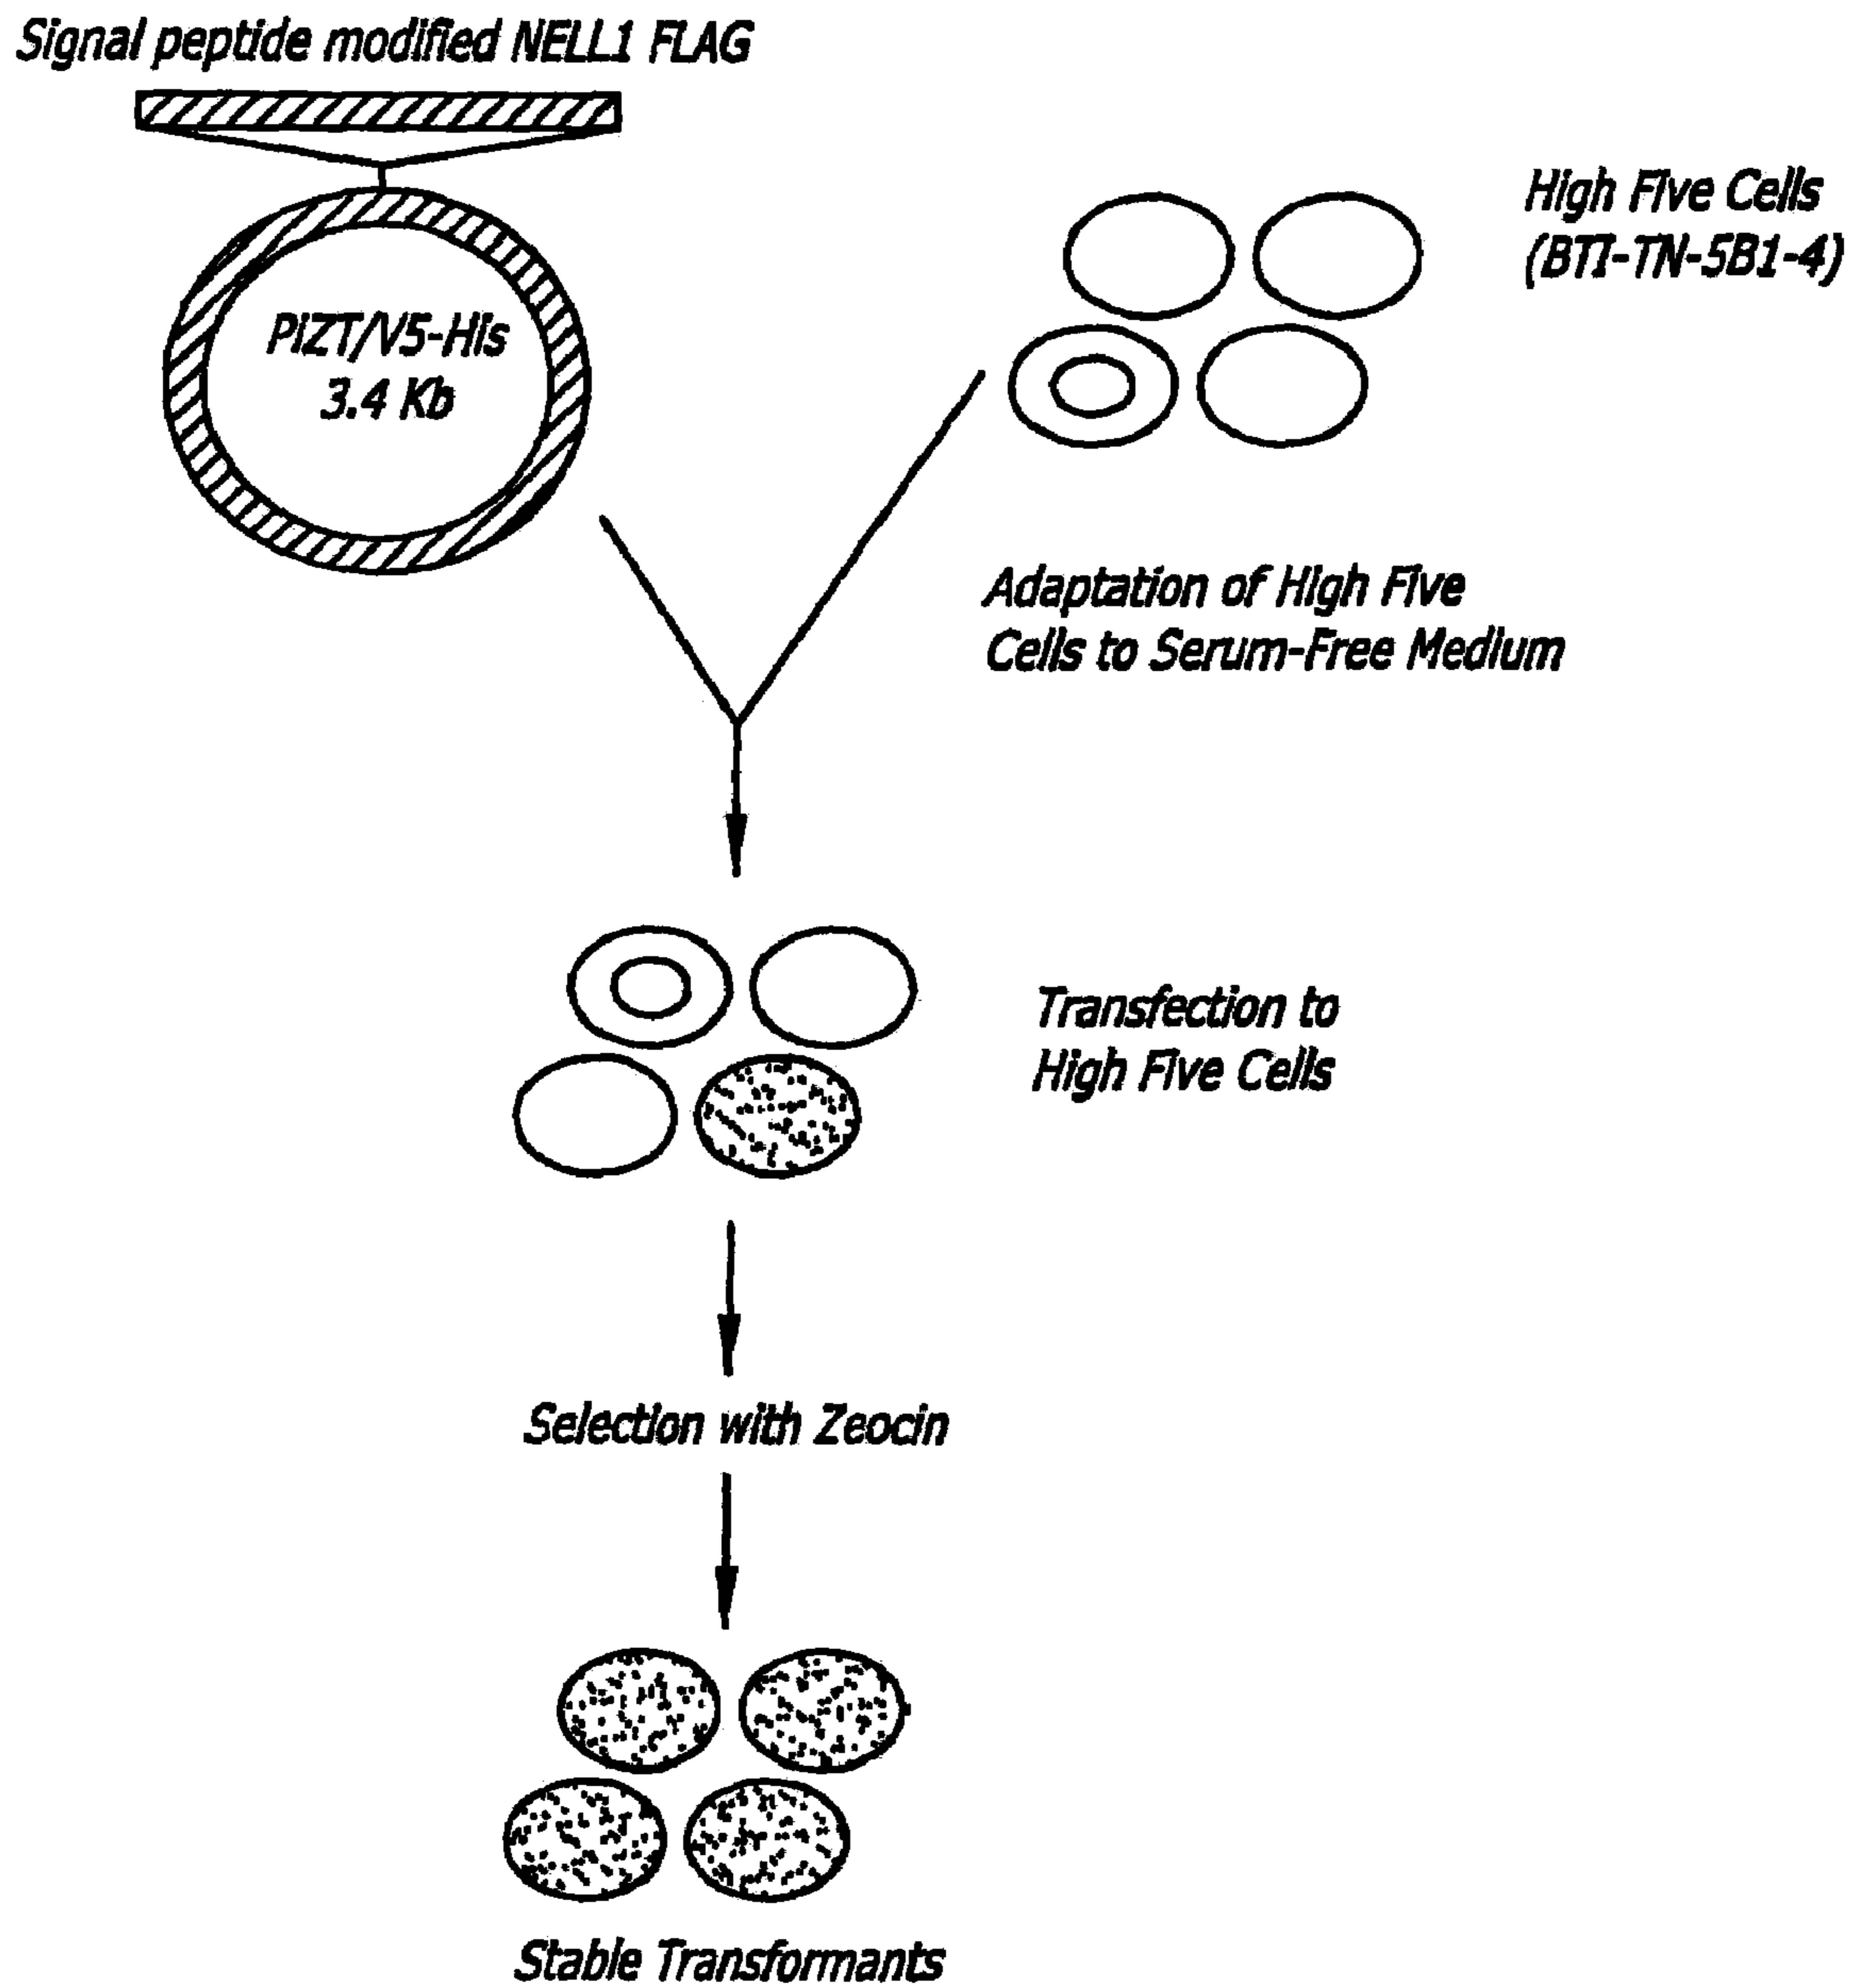 Signal peptide modified NELL1 FLAG
PiZT/V5-His
3.4 Kb
High Five Cells
(BTI-TN-5B1-4)
Adaptation of High Five
Cells to Serum-Free Medium
Transfection to
High Five Cells
Selection with Zeocin
Stable Transformants